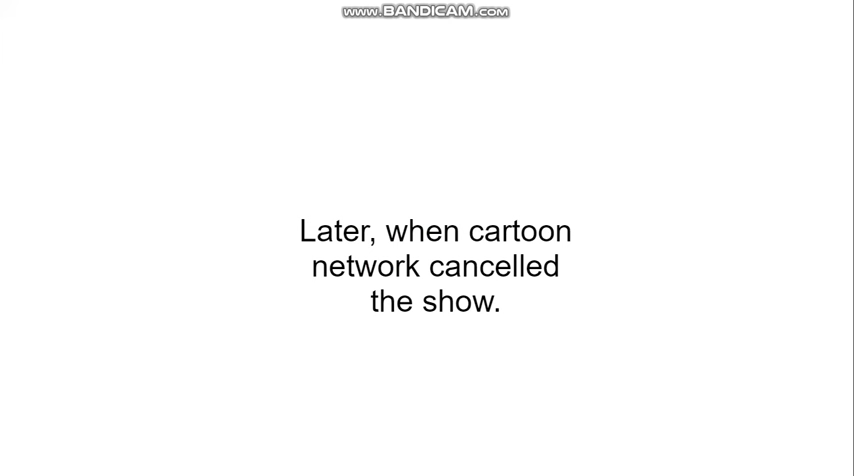 www.BANDICAM.com
Later, when cartoon
network cancelled
the show.